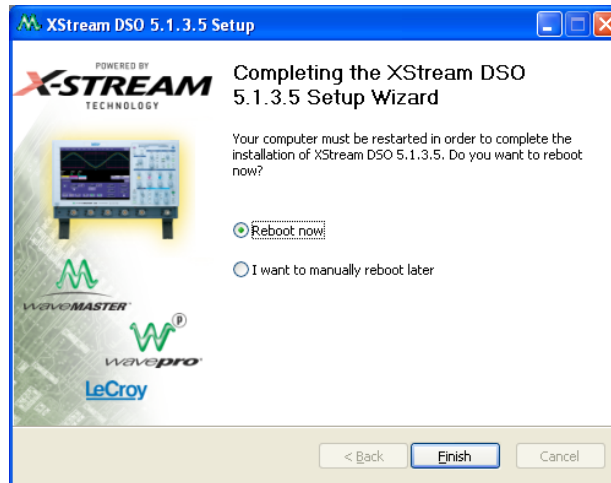 XStream DSO 5.1.3.5 Setup
POWERED BY
X-STREAM
TECHNOLOGY
Completing the XStream DSO
5.1.3.5 Setup Wizard
Your computer must be restarted in order to complete the
installation of XStream DSO 5.1.3.5. Do you want to reboot
now?
Reboot now
I want to manually reboot later
waveMASTER
P
wavepro
LeCroy
< Back
Finish
Cancel